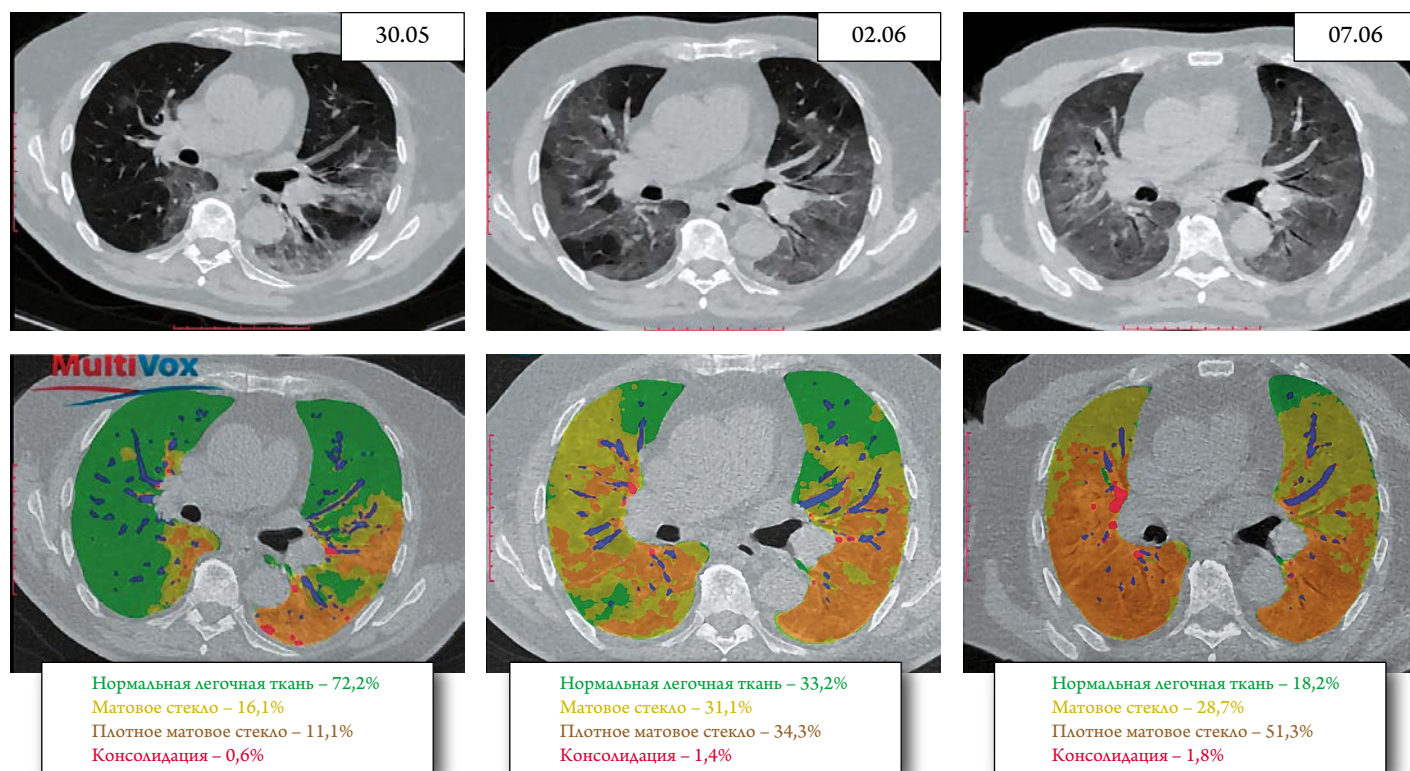 30.05
02.06
07.06
MultiVox
Нормальная легочная ткань – 72,2%
Матовое стекло – 16,1%
Плотное матовое стекло – 11,1%
Консолидация – 0,6%
Нормальная легочная ткань – 33,2%
Матовое стекло – 31,1%
Плотное матовое стекло – 34,3%
Консолидация – 1,4%
Нормальная легочная ткань – 18,2%
Матовое стекло – 28,7%
Плотное матовое стекло – 51,3%
Консолидация – 1,8%